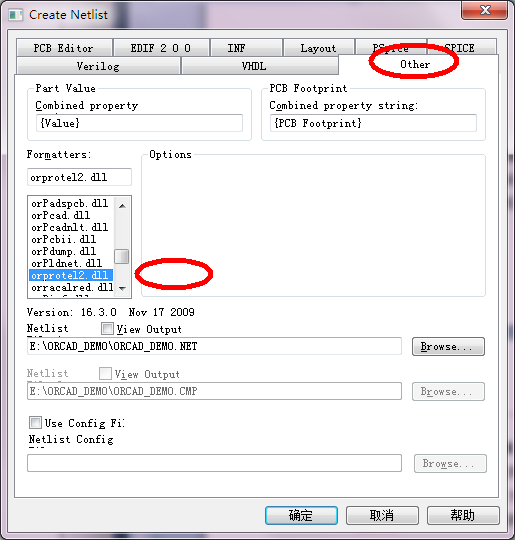 Create Netlist
PCB Editor EDIF 2 0 0 INF Layout PSpice SPICE
Verilog VHDL Other
Part Value PCB Footprint
Combined property Combined property string:
{Value} {PCB Footprint}
Formatters: Options
orprotel2.dll
orPadspcb.dll
orPcad.dll
orPcadnlt.dll
orPcbii.dll
orPdump.dll
orPldnet.dll
orprotel2.dll
orracalred.dll
Version: 16.3.0 Nov 17 2009
Netlist View Output
E:\ORCAD_DEMO\ORCAD_DEMO.NET Browse...
Netlist View Output
E:\ORCAD_DEMO\ORCAD_DEMO.CMP Browse...
Use Config Fi
Netlist Config
Browse...
确定 取消 帮助